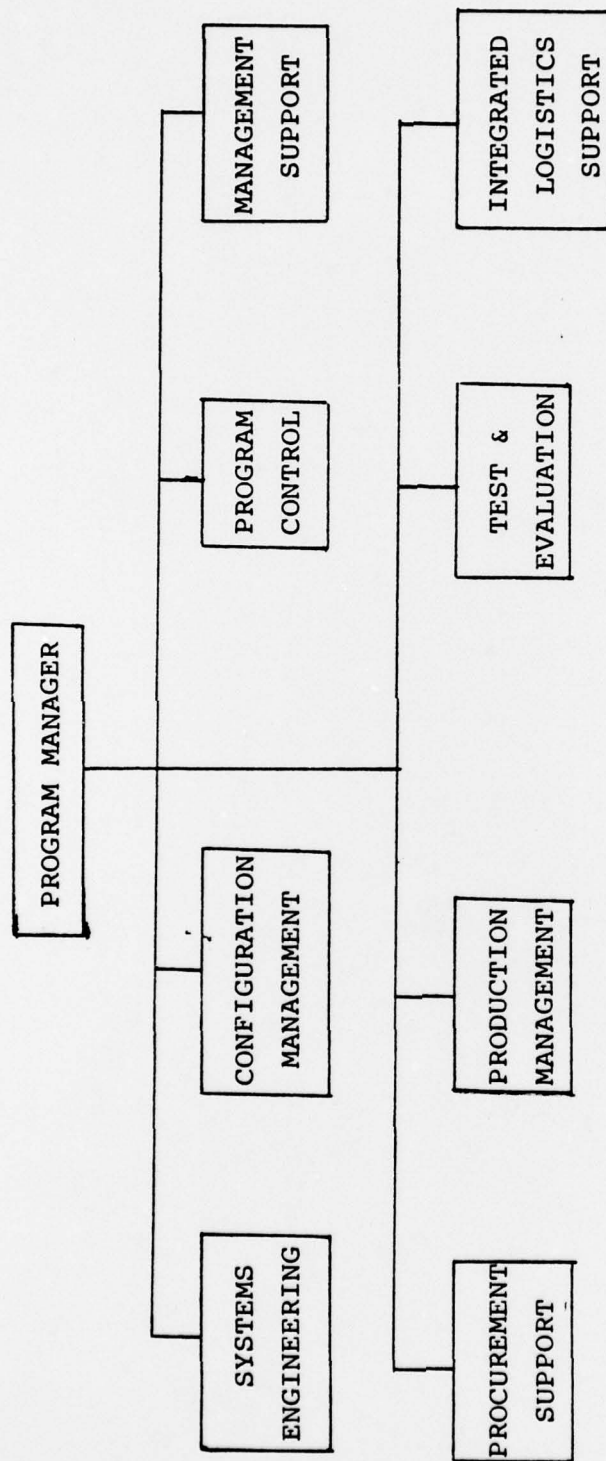 PROGRAM MANAGER
SYSTEMS
ENGINEERING
CONFIGURATION
MANAGEMENT
PROGRAM
CONTROL
MANAGEMENT
SUPPORT
PROCUREMENT
SUPPORT
PRODUCTION
MANAGEMENT
TEST &
EVALUATION
INTEGRATED
LOGISTICS
SUPPORT